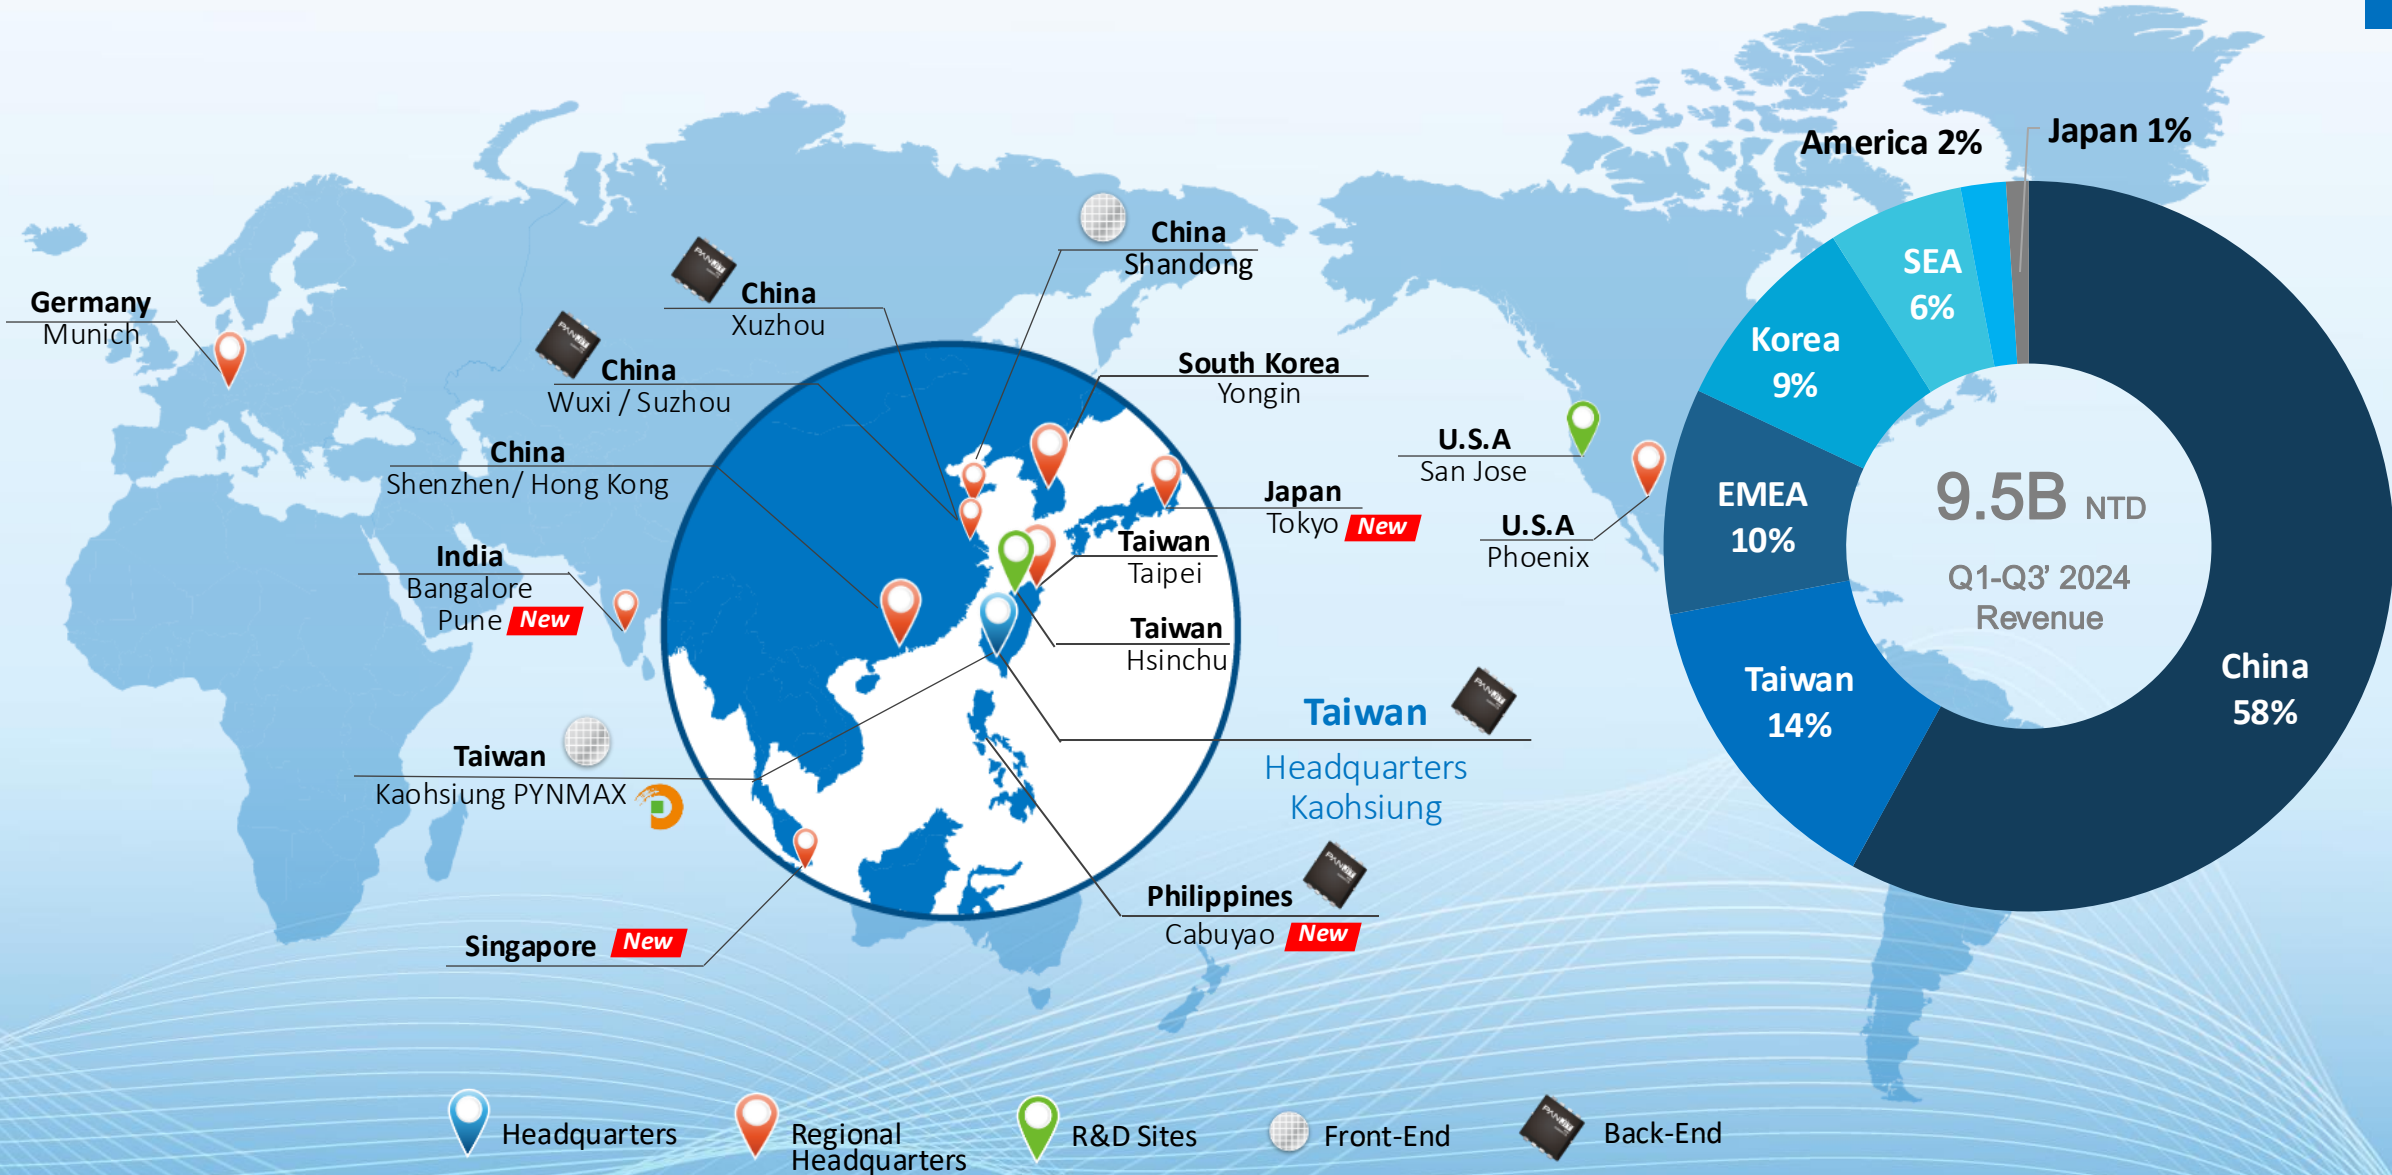 America 2%
Japan 1%
China
Shandong
SEA
6%
China
Xuzhou
Germany
Munich
Korea
9%
China
Wuxi / Suzhou
South Korea
Yongin
U.S.A
San Jose
China
Shenzhen/ Hong Kong
Japan
Tokyo New
EMEA
10%
9.5B NTD
Q1-Q3’ 2024
Revenue
U.S.A
Phoenix
India
Bangalore
Pune New
Taiwan
Taipei
Taiwan
Hsinchu
China
58%
Taiwan
14%
Taiwan
Headquarters
Kaohsiung
Taiwan
Kaohsiung PYNMAX
Philippines
Cabuyao New
Singapore New
Headquarters
Regional
Headquarters
R&D Sites
Front-End
Back-End